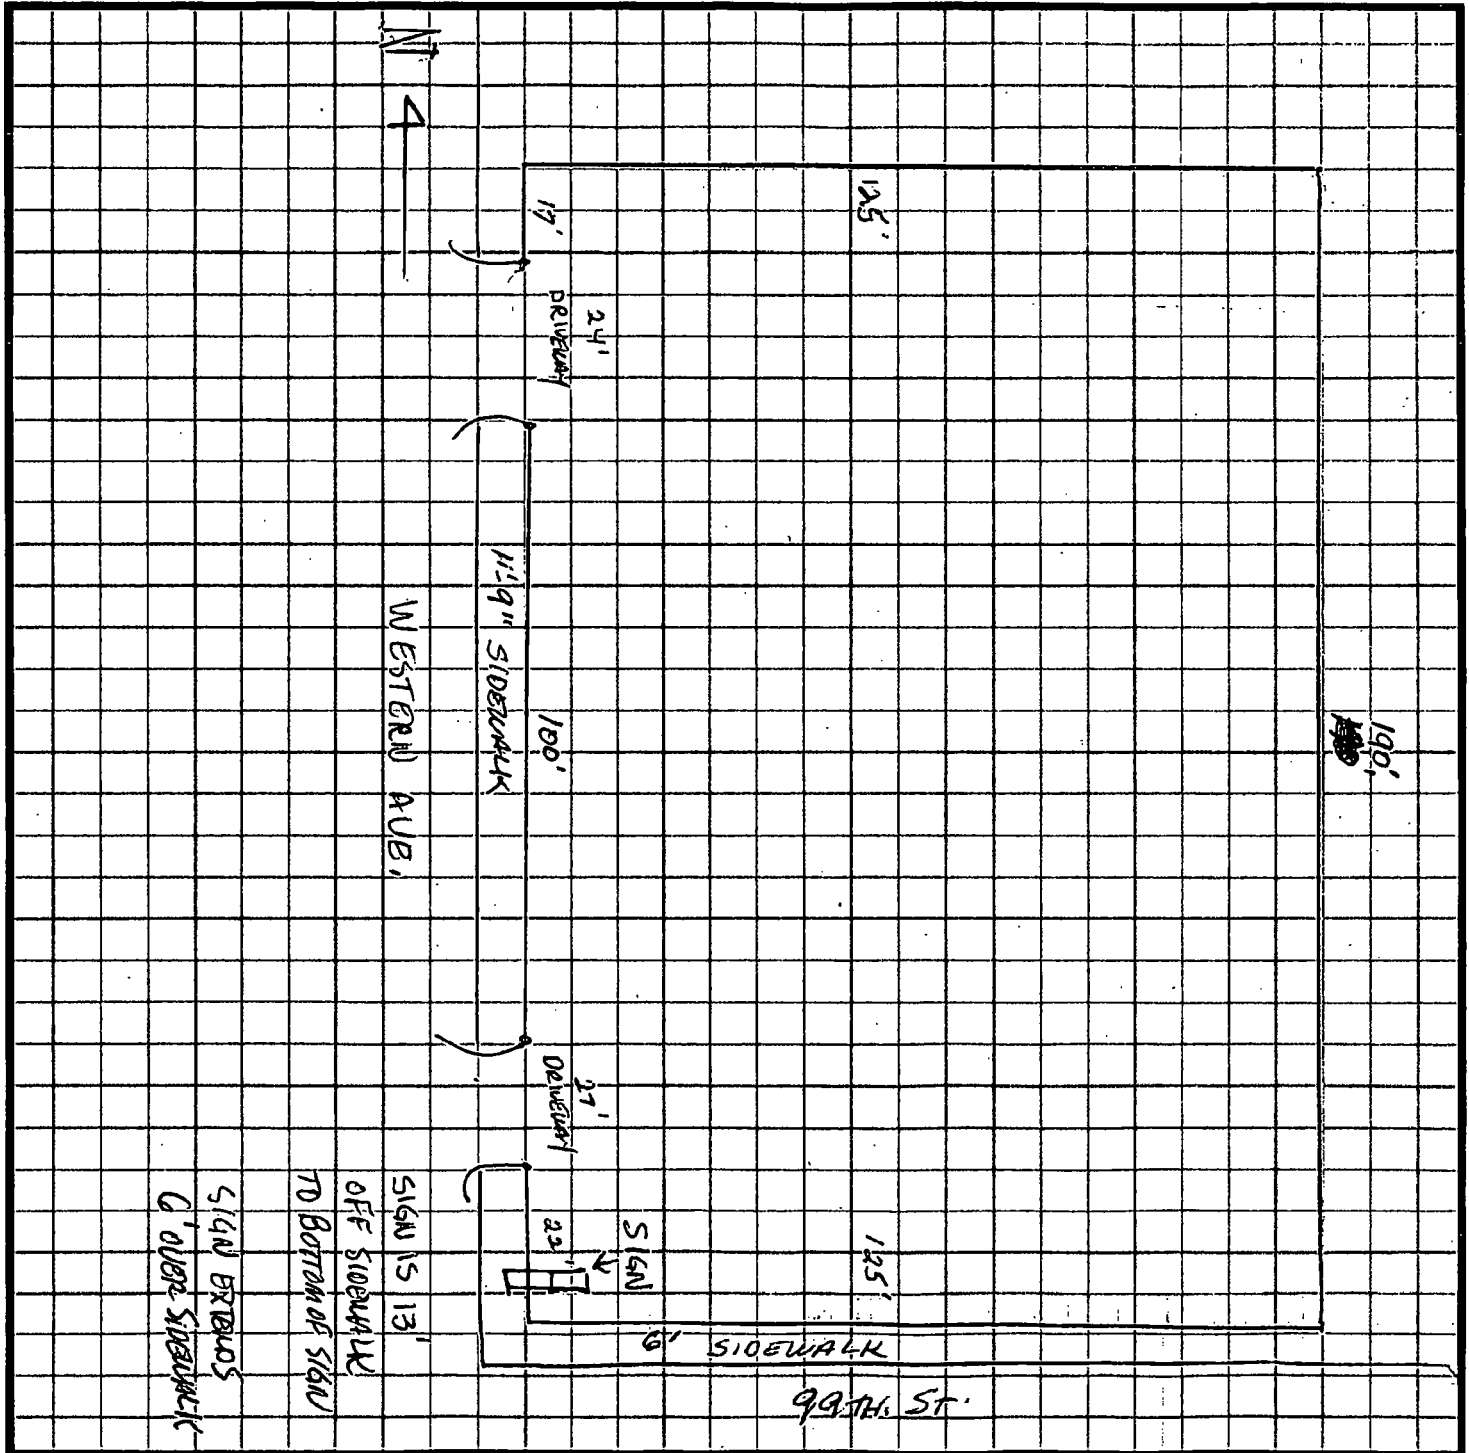 N
190'
125'
17'
24'
DRIVEWAY
100'
11'-9" SIDEWALK
WESTERN AVE.
27'
DRIVEWAY
SIGN
22'
125'
6' SIDEWALK
99TH. ST.
SIGN IS 13'
OFF SIDEWALK
TO BOTTOM OF SIGN
SIGN EXTENDS
6' OVER SIDEWALK